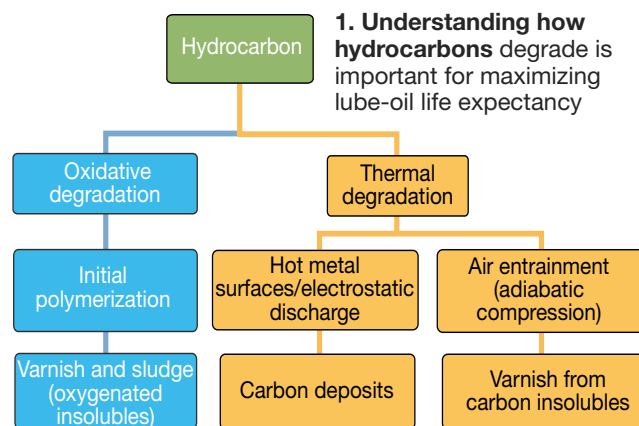 Hydrocarbon
1. Understanding how
hydrocarbons degrade is
important for maximizing
lube-oil life expectancy
Oxidative
degradation
Thermal
degradation
Initial
polymerization
Hot metal
surfaces/electrostatic
discharge
Air entrainment
(adiabatic
compression)
Varnish and sludge
(oxygenated
insolubles)
Carbon deposits
Varnish from
carbon insolubles